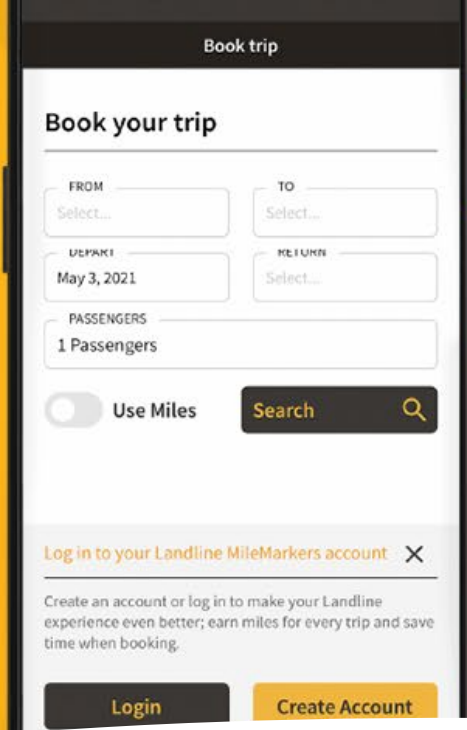 Book trip
Book your trip
FROM
TO
Select...
Select...
DEPART
RETURN
May 3, 2021
Select...
PASSENGERS
1 Passengers
Use Miles
Search
Log in to your Landline MileMarkers account
Create an account or log in to make your Landline
experience even better; earn miles for every trip and save
time when booking.
Login
Create Account